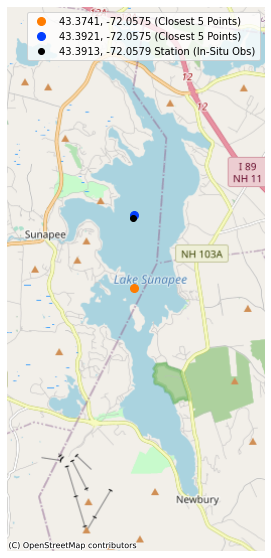 43.3741, -72.0575 (Closest 5 Points)
43.3921, -72.0575 (Closest 5 Points)
43.3913, -72.0579 Station (In-Situ Obs)
12
12
I 89
NH 11
Sunapee
NH 103A
Lake Sunapee
Newbury
(C) OpenStreetMap contributors